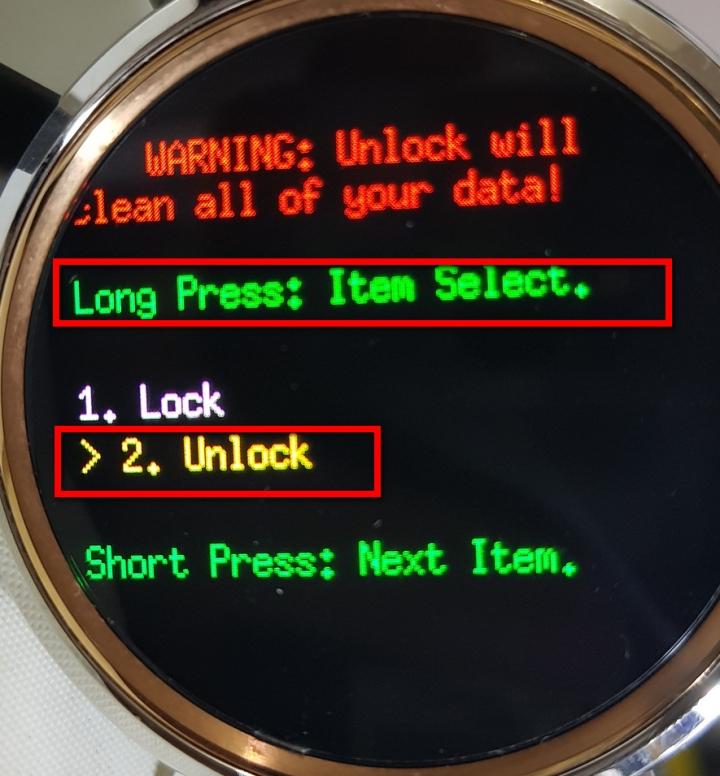 WARNING: Unlock will
clean all of your data!
Long Press: Item Select.
1. Lock
> 2. Unlock
Short Press: Next Item.